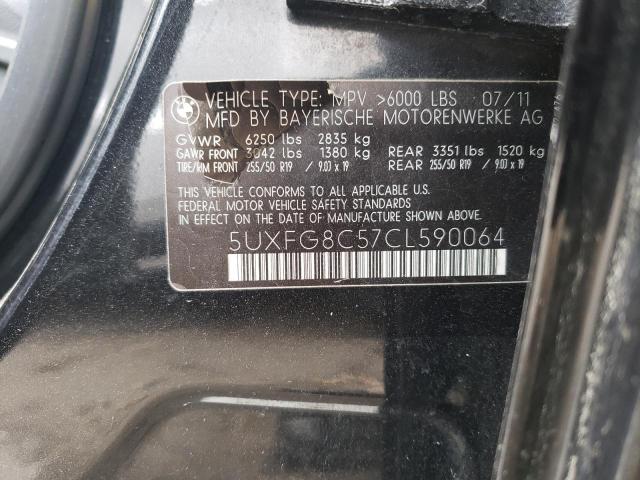 BMW
VEHICLE TYPE: MPV >6000 LBS 07/11
MFD BY BAYERISCHE MOTORENWERKE AG
GVWR 6250 lbs 2835 kg
GAWR FRONT 3042 lbs 1380 kg REAR 3351 lbs 1520 kg
TIRE/RIM FRONT 255/50 R19 / 9.0J x 19 REAR 255/50 R19 / 9.0J x 19
THIS VEHICLE CONFORMS TO ALL APPLICABLE U.S.
FEDERAL MOTOR VEHICLE SAFETY STANDARDS
IN EFFECT ON THE DATE OF MANUFACTURE SHOWN ABOVE.
5UXFG8C57CL590064